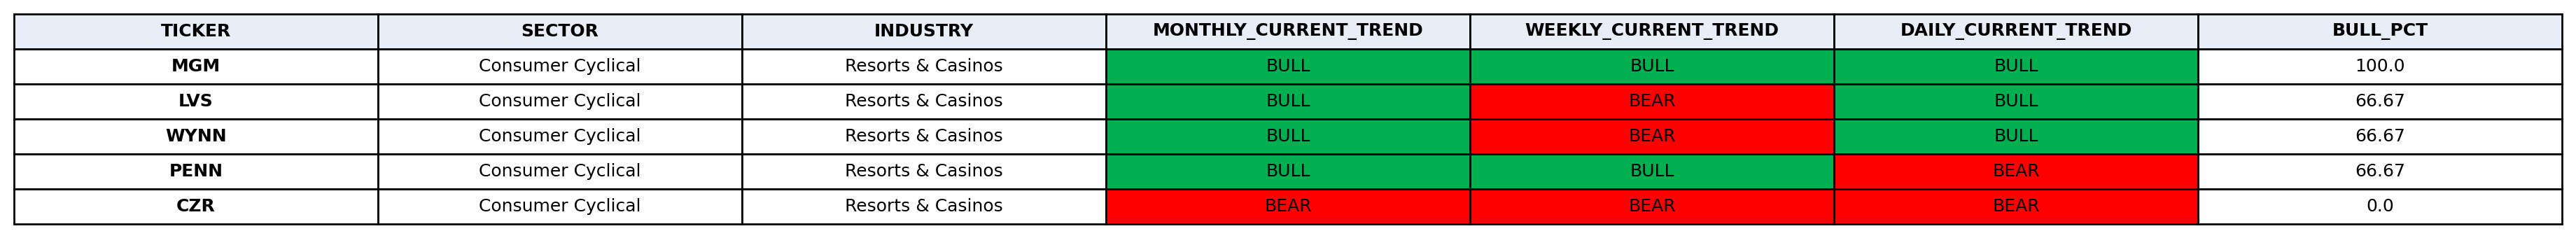 TICKER SECTOR INDUSTRY MONTHLY_CURRENT_TREND WEEKLY_CURRENT_TREND DAILY_CURRENT_TREND BULL_PCT
MGM Consumer Cyclical Resorts & Casinos BULL BULL BULL 100.0
LVS Consumer Cyclical Resorts & Casinos BULL BEAR BULL 66.67
WYNN Consumer Cyclical Resorts & Casinos BULL BEAR BULL 66.67
PENN Consumer Cyclical Resorts & Casinos BULL BULL BEAR 66.67
CZR Consumer Cyclical Resorts & Casinos BEAR BEAR BEAR 0.0